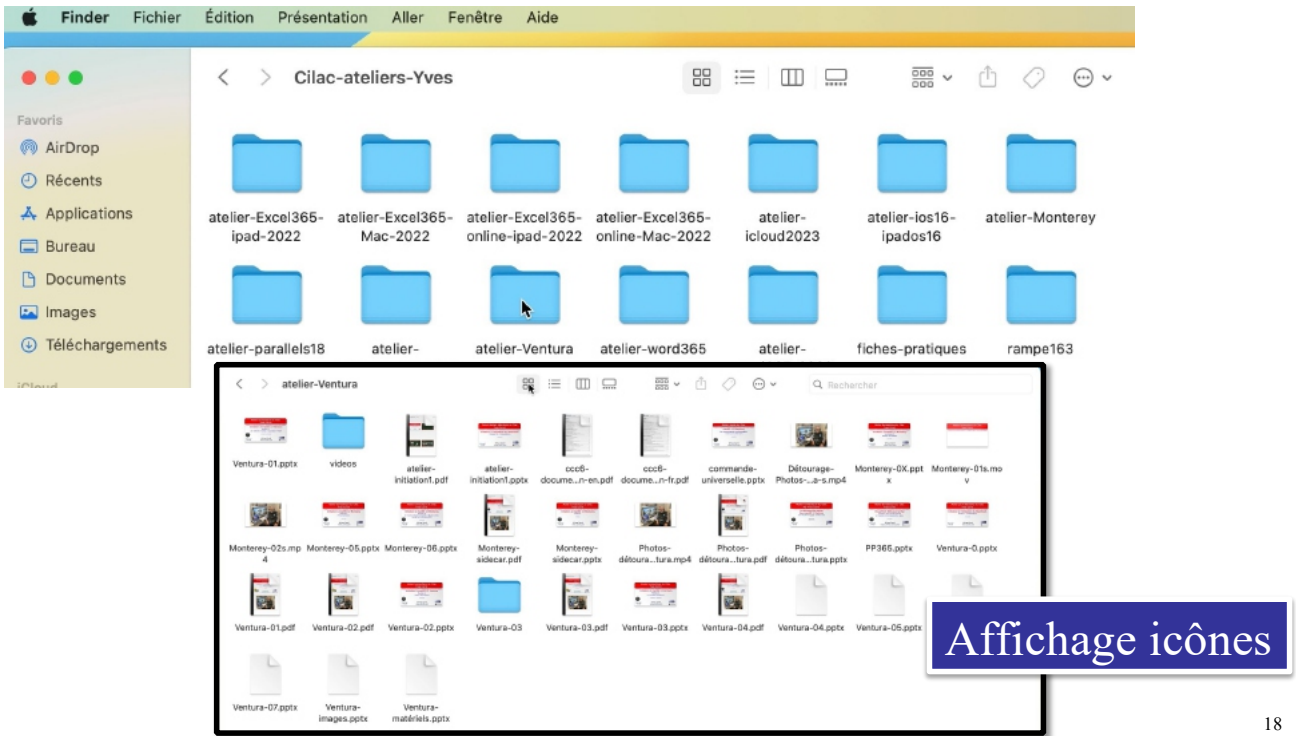 Finder Fichier Édition Présentation Aller Fenêtre Aide
Cilac-ateliers-Yves
Favoris
AirDrop
Récents
Applications
Bureau
Documents
Images
Téléchargements
iCloud
atelier-Excel365- atelier-Excel365- atelier-Excel365- atelier-Excel365- atelier- atelier-ios16- atelier-Monterey
ipad-2022 Mac-2022 online-ipad-2022 online-Mac-2022 icloud2023 ipados16
atelier-parallels18 atelier- atelier-Ventura atelier-word365 atelier- fiches-pratiques rampe163
atelier-Ventura Rechercher
Ventura-01.pptx videos atelier- atelier- ccc6- ccc6- commande- Détourage- Monterey-0X.ppt Monterey-01s.mo
initiation1.pdf initiation1.pptx docume...n-en.pdf docume...n-fr.pdf universelle.pptx Photos-...a-s.mp4 x v
Monterey-02s.mp Monterey-05.pptx Monterey-06.pptx Monterey- Monterey- Photos- Photos- Photos- PP365.pptx Ventura-0.pptx
4 sidecar.pdf sidecar.pptx détoura...tura.mp4 détoura...tura.pdf détoura...tura.pptx
Ventura-01.pdf Ventura-02.pdf Ventura-02.pptx Ventura-03 Ventura-03.pdf Ventura-03.pptx Ventura-04.pdf Ventura-04.pptx Ventura-05.pptx
Affichage icônes
Ventura-07.pptx Ventura- Ventura-
images.pptx matériels.pptx
18